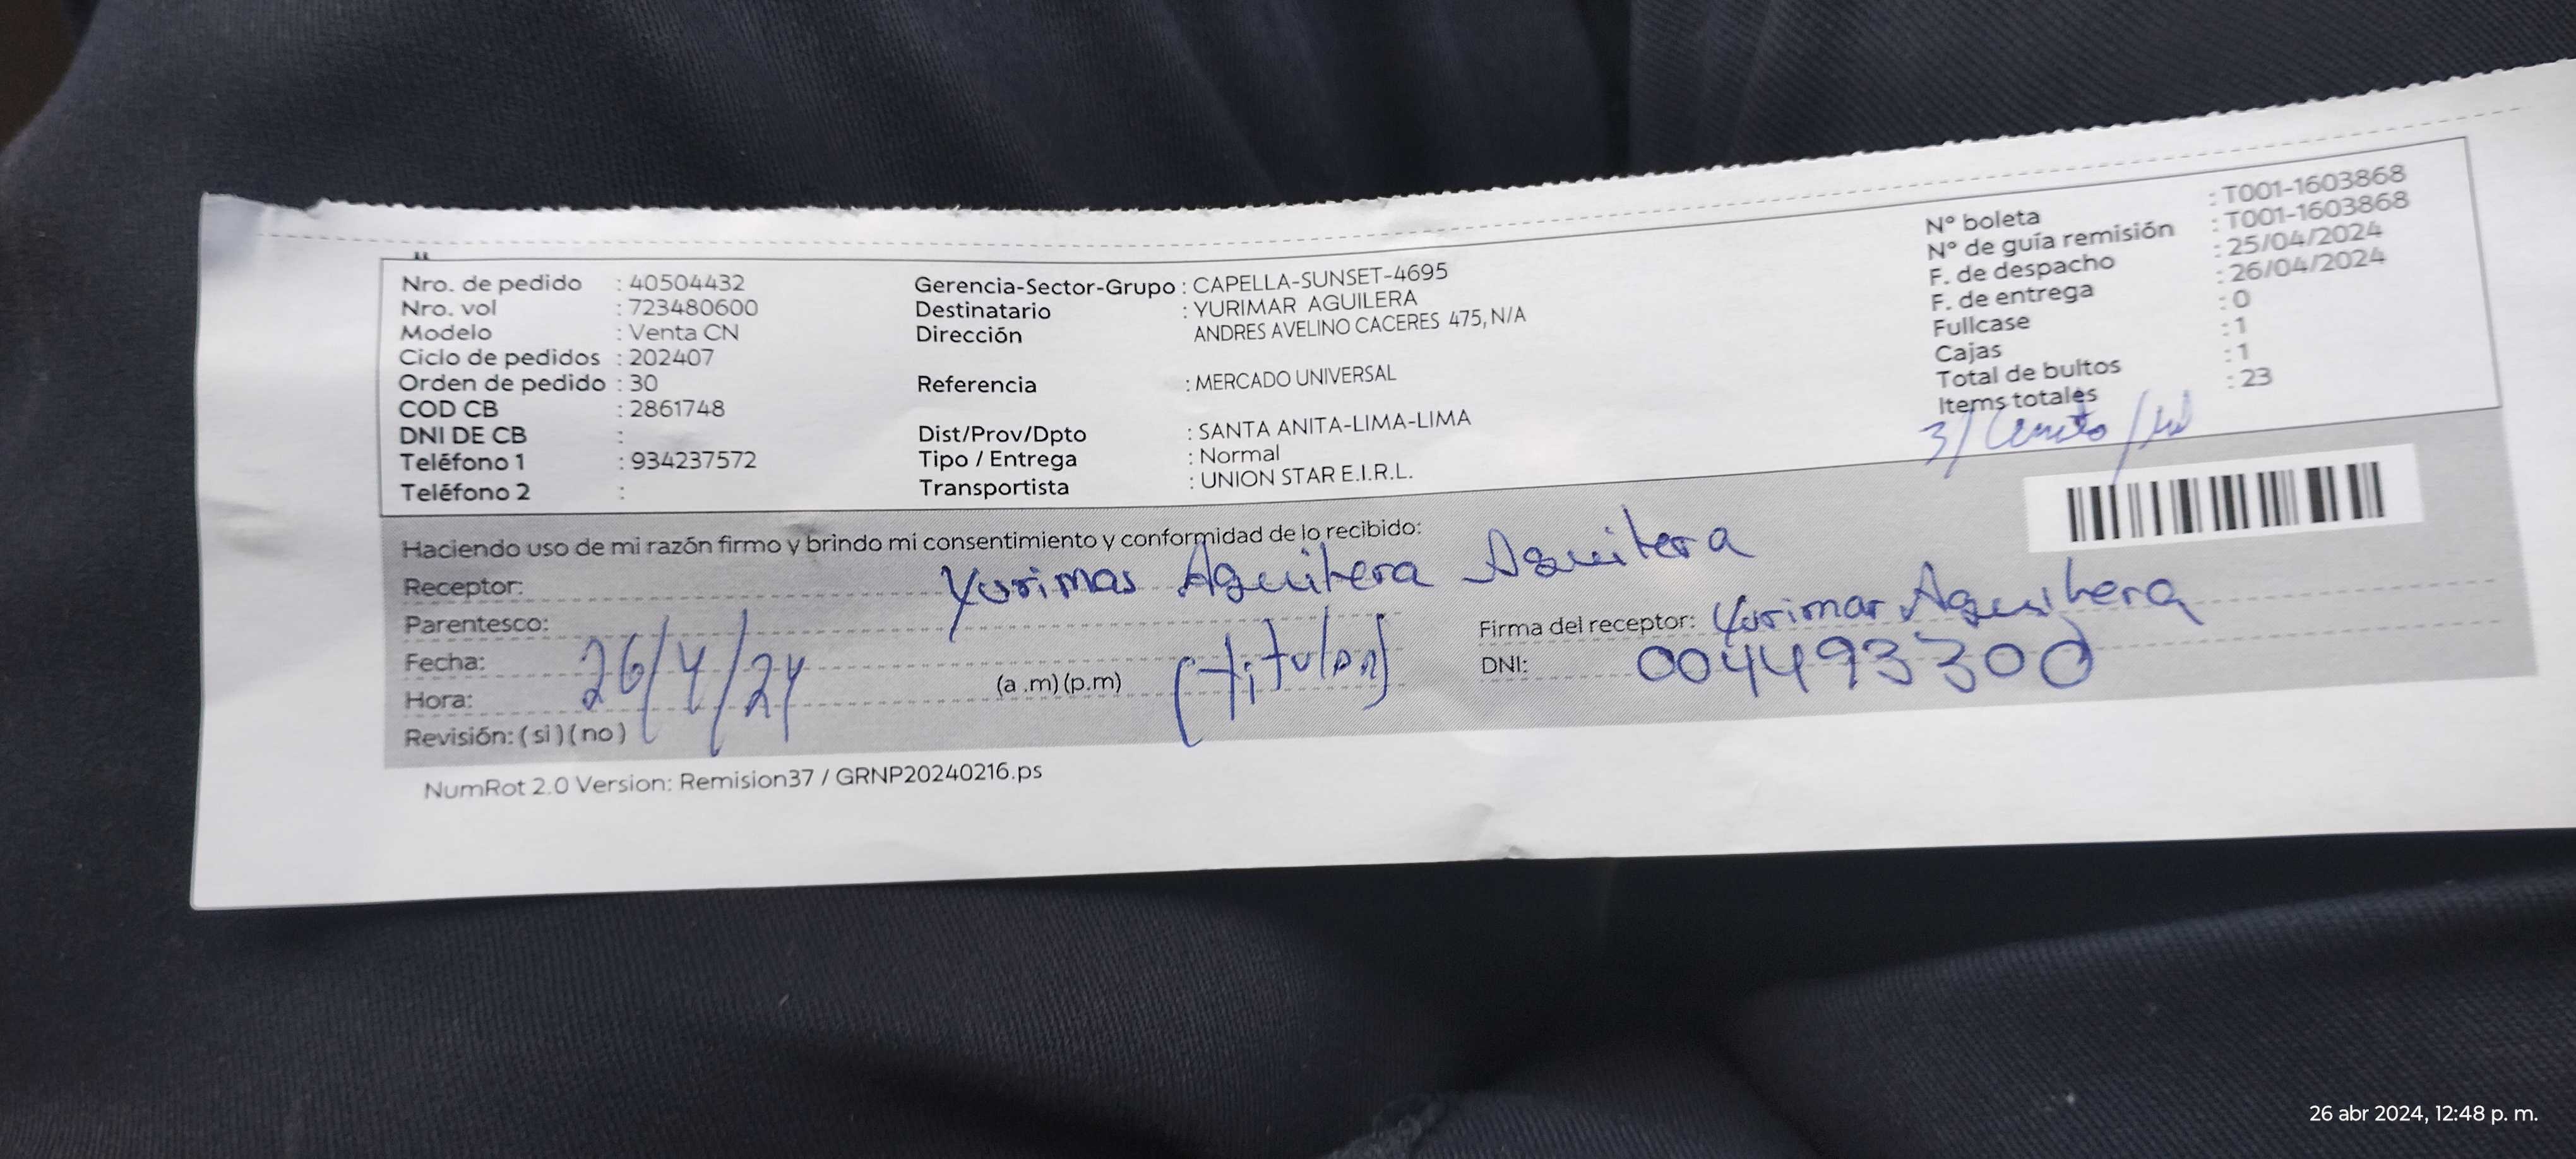 Nro. de pedido : 40504432
Nro. vol : 723480600
Modelo : Venta CN
Ciclo de pedidos : 202407
Orden de pedido : 30
COD CB : 2861748
DNI DE CB :
Teléfono 1 : 934237572
Teléfono 2 :
Gerencia-Sector-Grupo : CAPELLA-SUNSET-4695
Destinatario : YURIMAR AGUILERA
Dirección ANDRES AVELINO CACERES 475, N/A
Referencia : MERCADO UNIVERSAL
Dist/Prov/Dpto : SANTA ANITA-LIMA-LIMA
Tipo / Entrega : Normal
Transportista : UNION STAR E.I.R.L.
N° boleta : T001-1603868
N° de guía remisión : T001-1603868
F. de despacho : 25/04/2024
F. de entrega : 26/04/2024
Fullcase : 0
Cajas : 1
Total de bultos : 1
Items totales : 23
Haciendo uso de mi razón firmo y brindo mi consentimiento y conformidad de lo recibido:
Receptor: Yurimar Aguilera Aguilera
Parentesco:
Fecha: 26/4/24
Hora: (a .m) (p.m) (titular)
Revisión: (si) (no)
Firma del receptor: Yurimar Aguilera
DNI: 004493300
NumRot 2.0 Version: Remision37 / GRNP20240216.ps
26 abr 2024, 12:48 p. m.